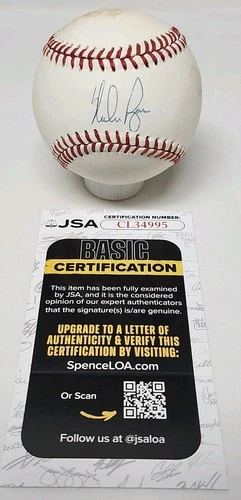 Nolan Ryan
JSA CERTIFICATION NUMBER:
CL34995
BASIC
CERTIFICATION
This item has been fully examined
by JSA, and it is the considered
opinion of our expert authenticators
that the signature(s) is/are genuine.
UPGRADE TO A LETTER OF
AUTHENTICITY & VERIFY THIS
CERTIFICATION BY VISITING:
SpenceLOA.com
Or Scan
Follow us at @jsaloa